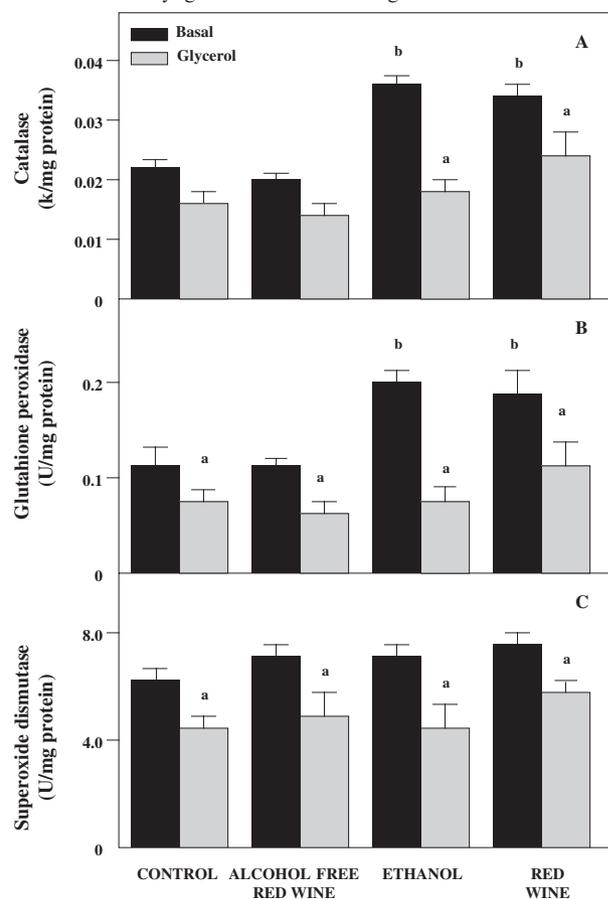 Basal
Glycerol
A
b
b
a
a
0.04
0.03
0.02
0.01
0
Catalase
(k/mg protein)
B
b
b
a
a
a
a
0.2
0.1
0
Glutahione peroxidase
(U/mg protein)
C
a
a
a
a
8.0
4.0
0
Superoxide dismutase
(U/mg protein)
CONTROL ALCOHOL FREE ETHANOL RED
RED WINE WINE